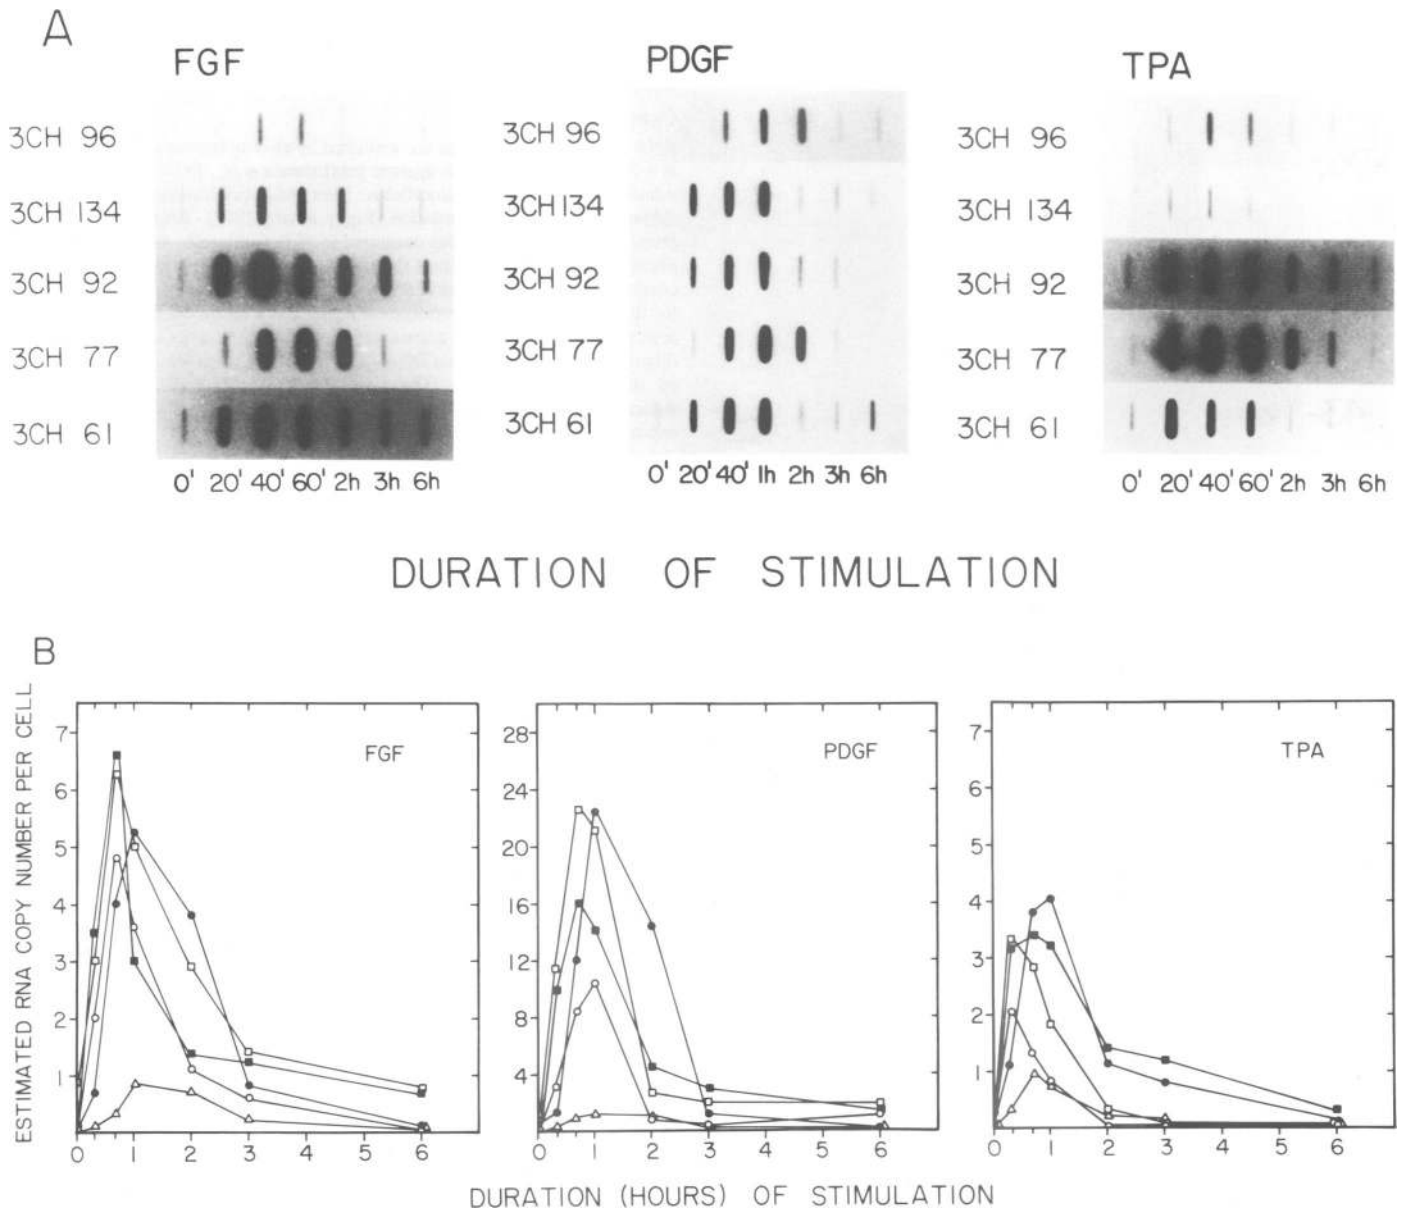 A
FGF
PDGF
TPA
3CH 96
3CH 134
3CH 92
3CH 77
3CH 61
0' 20' 40' 60' 2h 3h 6h
3CH 96
3CH 134
3CH 92
3CH 77
3CH 61
0' 20' 40' 1h 2h 3h 6h
3CH 96
3CH 134
3CH 92
3CH 77
3CH 61
0' 20' 40' 60' 2h 3h 6h
DURATION OF STIMULATION
B
ESTIMATED RNA COPY NUMBER PER CELL
7
6
5
4
3
2
1
FGF
0 1 2 3 4 5 6
28
24
20
16
12
8
4
PDGF
0 1 2 3 4 5 6
7
6
5
4
3
2
1
TPA
0 1 2 3 4 5 6
DURATION (HOURS) OF STIMULATION